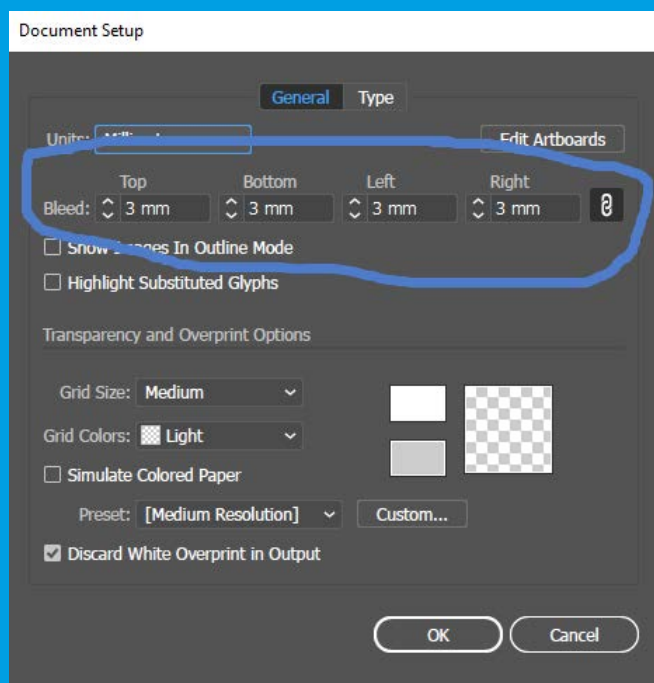 Document Setup
General Type
Units: Millimeters
Edit Artboards
Top Bottom Left Right
Bleed: 3 mm 3 mm 3 mm 3 mm
Show Images In Outline Mode
Highlight Substituted Glyphs
Transparency and Overprint Options
Grid Size: Medium
Grid Colors: Light
Simulate Colored Paper
Preset: [Medium Resolution] Custom...
Discard White Overprint in Output
OK Cancel